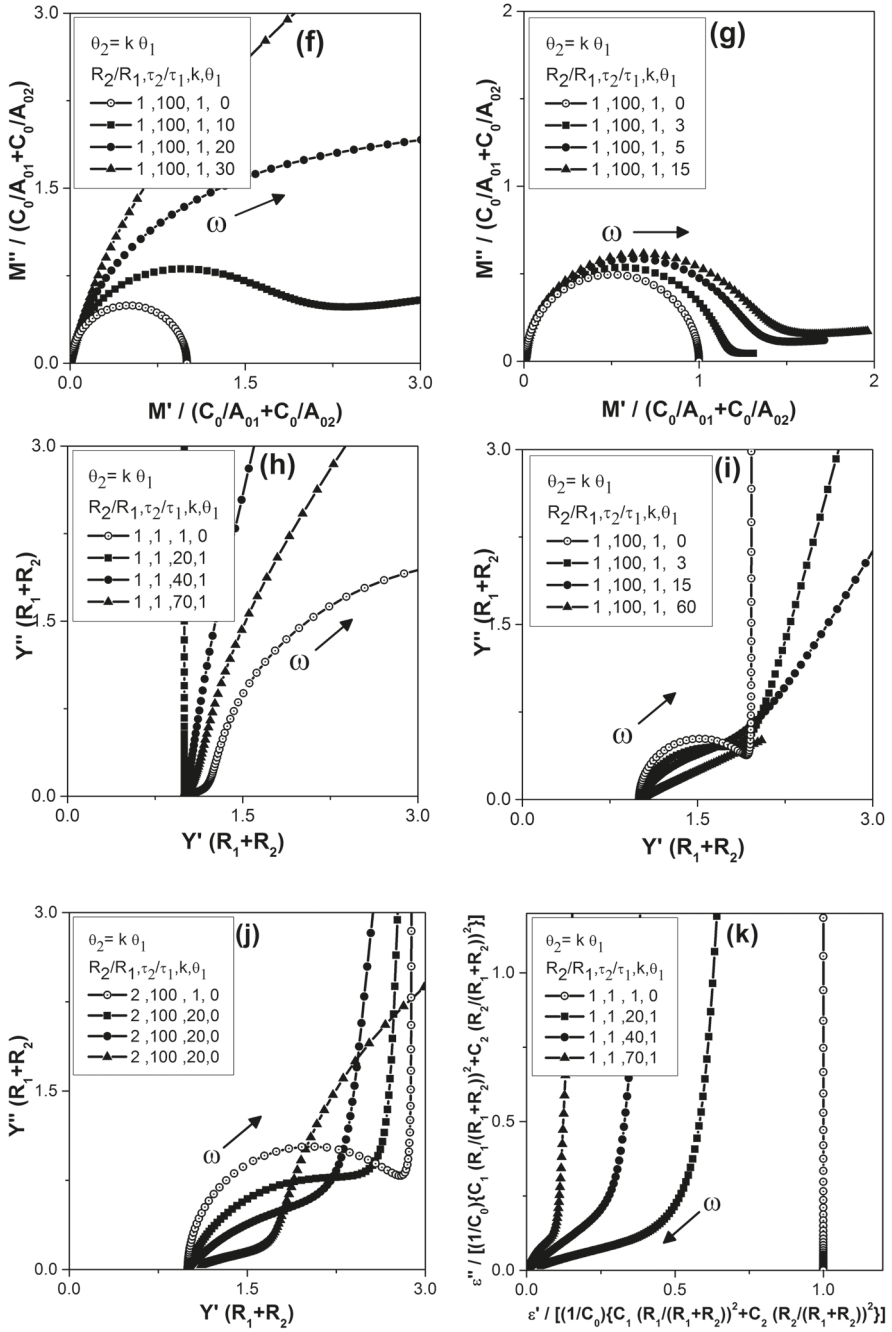 (f)
θ₂= k θ₁
R₂/R₁,τ₂/τ₁,k,θ₁
1 ,100, 1, 0
1 ,100, 1, 10
1 ,100, 1, 20
1 ,100, 1, 30
ω
3.0
1.5
0.0
0.0 1.5 3.0
M'' / (C₀/A₀₁+C₀/A₀₂)
M' / (C₀/A₀₁+C₀/A₀₂)
(g)
θ₂= k θ₁
R₂/R₁,τ₂/τ₁,k,θ₁
1 ,100, 1, 0
1 ,100, 1, 3
1 ,100, 1, 5
1 ,100, 1, 15
ω
2
1
0
0 1 2
M'' / (C₀/A₀₁+C₀/A₀₂)
M' / (C₀/A₀₁+C₀/A₀₂)
(h)
θ₂= k θ₁
R₂/R₁,τ₂/τ₁,k,θ₁
1 ,1 , 1, 0
1 ,1 ,20,1
1 ,1 ,40,1
1 ,1 ,70,1
ω
3.0
1.5
0.0
0.0 1.5 3.0
Y'' (R₁+R₂)
Y' (R₁+R₂)
(i)
θ₂= k θ₁
R₂/R₁,τ₂/τ₁,k,θ₁
1 ,100, 1, 0
1 ,100, 1, 3
1 ,100, 1, 15
1 ,100, 1, 60
ω
3.0
1.5
0.0
0.0 1.5 3.0
Y'' (R₁+R₂)
Y' (R₁+R₂)
(j)
θ₂= k θ₁
R₂/R₁,τ₂/τ₁,k,θ₁
2 ,100 , 1, 0
2 ,100 ,20,0
2 ,100 ,20,0
2 ,100 ,20,0
ω
3.0
1.5
0.0
0.0 1.5 3.0
Y'' (R₁+R₂)
Y' (R₁+R₂)
(k)
θ₂= k θ₁
R₂/R₁,τ₂/τ₁,k,θ₁
1 ,1 , 1, 0
1 ,1 ,20,1
1 ,1 ,40,1
1 ,1 ,70,1
ω
1.0
0.5
0.0
0.0 0.5 1.0
ε'' / [(1/C₀){C₁ (R₁/(R₁+R₂))²+C₂ (R₂/(R₁+R₂))²}]
ε' / [(1/C₀){C₁ (R₁/(R₁+R₂))²+C₂ (R₂/(R₁+R₂))²}]